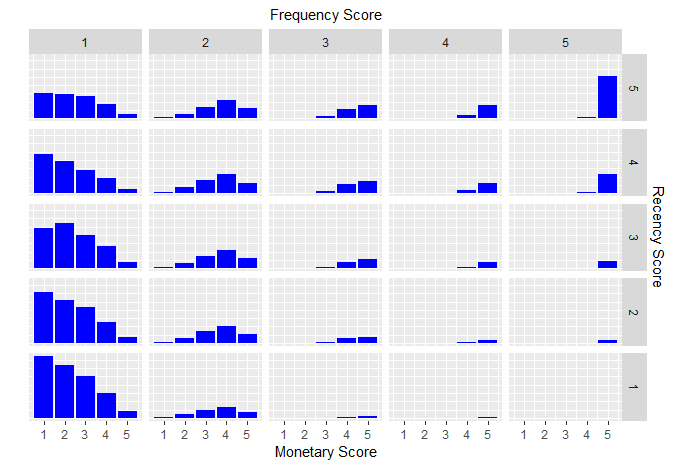 Frequency Score
1 2 3 4 5
5
4
3
2
1
Recency Score
1 2 3 4 5 1 2 3 4 5 1 2 3 4 5 1 2 3 4 5 1 2 3 4 5
Monetary Score